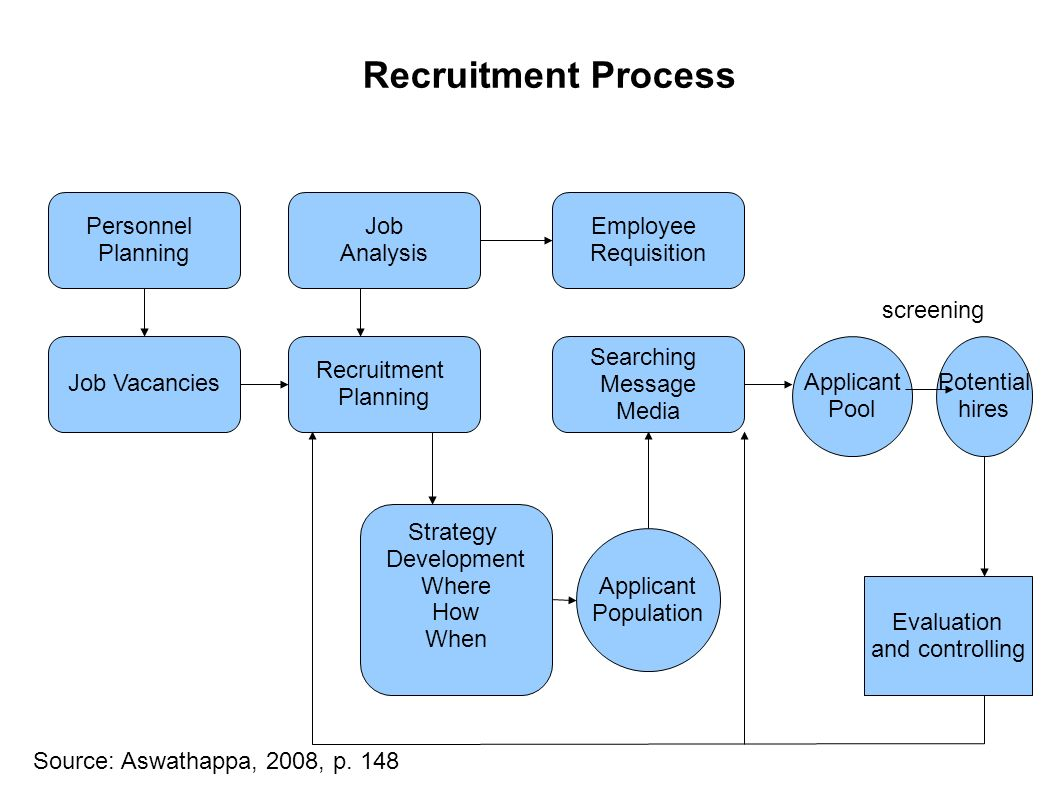 Recruitment Process
Personnel
Planning
Job
Analysis
Employee
Requisition
screening
Job Vacancies
Recruitment
Planning
Searching
Message
Media
Applicant
Pool
Potential
hires
Strategy
Development
Where
How
When
Applicant
Population
Evaluation
and controlling
Source: Aswathappa, 2008, p. 148